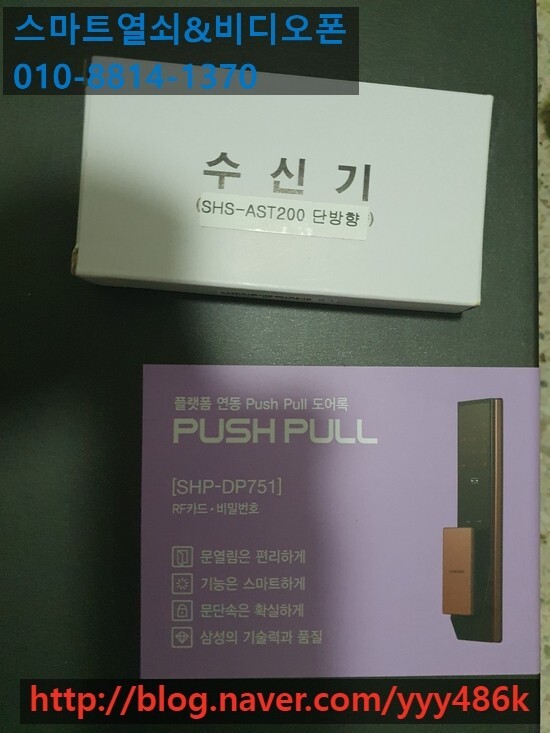 스마트열쇠&비디오폰
010-8814-1370
수신기
(SHS-AST200 단방향)
플랫폼 연동 Push Pull 도어록
PUSH PULL
[SHP-DP751]
RF카드·비밀번호
문열림은 편리하게
기능은 스마트하게
문단속은 확실하게
삼성의 기술력과 품질
http://blog.naver.com/yyy486k